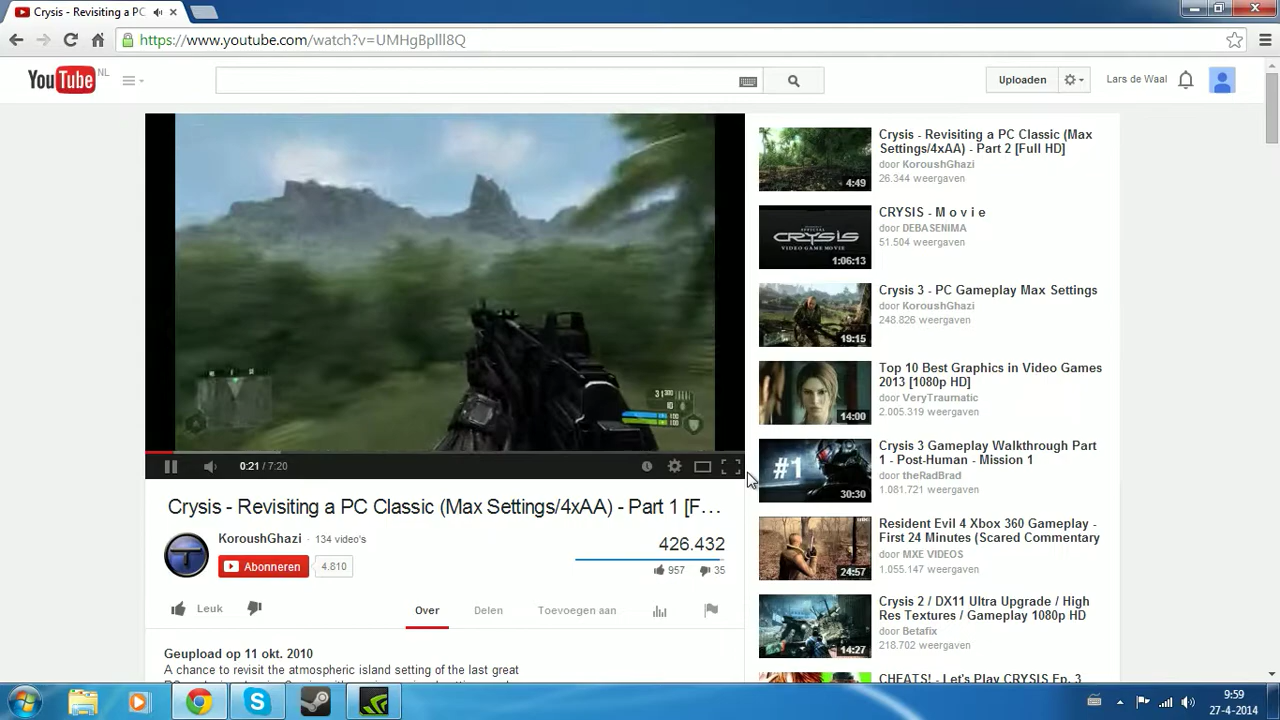 Crysis - Revisiting a PC
https://www.youtube.com/watch?v=UMHgBplll8Q
YouTube NL
Uploaden
Lars de Waal
Crysis - Revisiting a PC Classic (Max
Settings/4xAA) - Part 2 [Full HD]
door KoroushGhazi
26.344 weergaven
4:49
CRYSIS - M o v i e
door DEBASENIMA
51.504 weergaven
CRYSIS
VIDEO GAME MOVIE
1:06:13
Crysis 3 - PC Gameplay Max Settings
door KoroushGhazi
248.826 weergaven
19:15
Top 10 Best Graphics in Video Games
2013 [1080p HD]
door VeryTraumatic
2.005.319 weergaven
14:00
Crysis 3 Gameplay Walkthrough Part
1 - Post-Human - Mission 1
door theRadBrad
1.081.721 weergaven
#1
30:30
Resident Evil 4 Xbox 360 Gameplay -
First 24 Minutes (Scared Commentary
door MXE VIDEOS
1.055.147 weergaven
24:57
Crysis 2 / DX11 Ultra Upgrade / High
Res Textures / Gameplay 1080p HD
door Betafix
218.702 weergaven
14:27
CHEATS! - Let's Play CRYSIS Ep. 3
0:21 / 7:20
Crysis - Revisiting a PC Classic (Max Settings/4xAA) - Part 1 [F...
KoroushGhazi · 134 video's
Abonneren 4.810
426.432
957 35
Leuk
Over Delen Toevoegen aan
Geupload op 11 okt. 2010
A chance to revisit the atmospheric island setting of the last great
9:59
27-4-2014